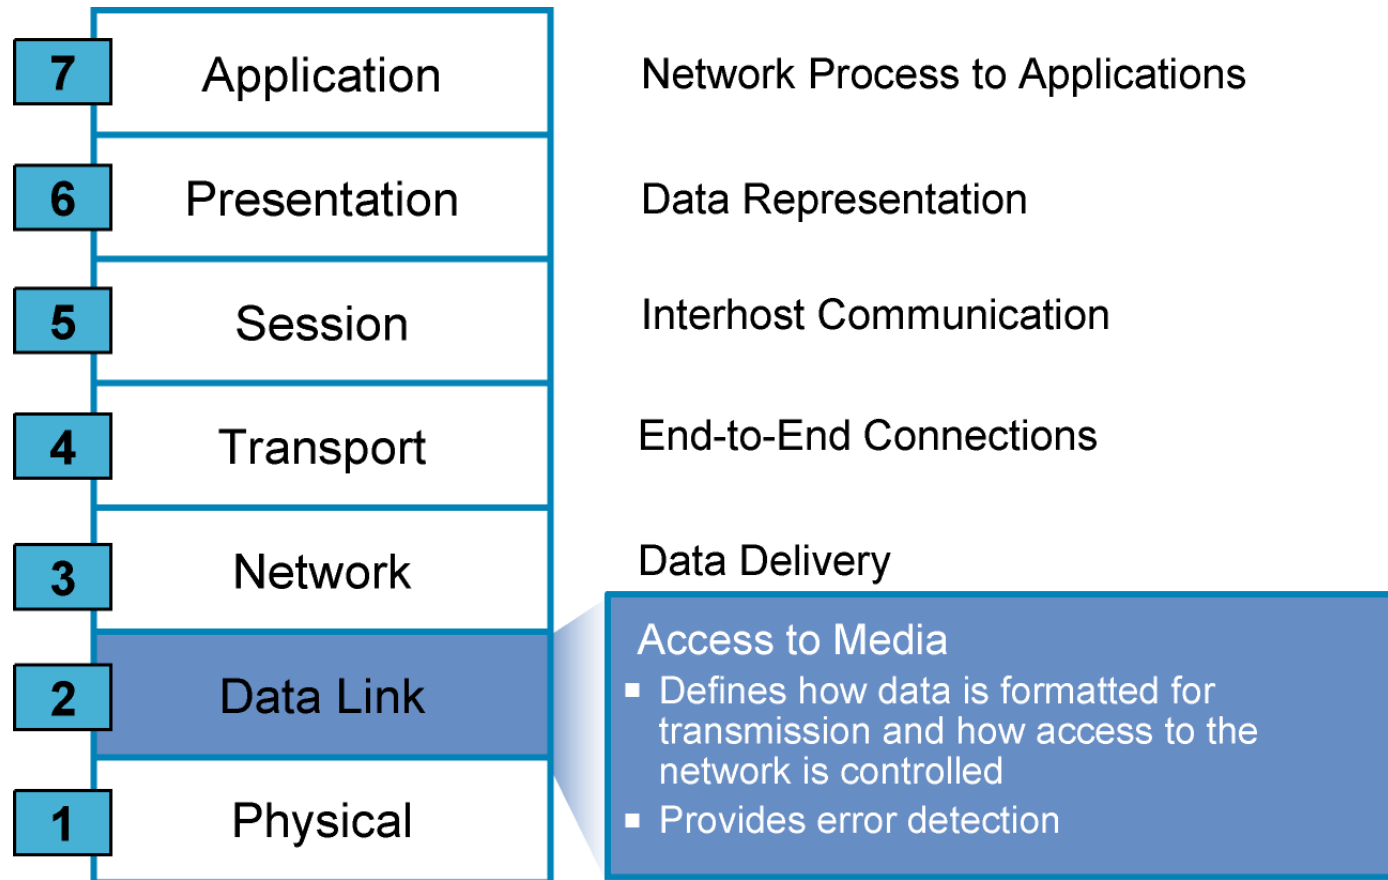 7 Application Network Process to Applications
6 Presentation Data Representation
5 Session Interhost Communication
4 Transport End-to-End Connections
3 Network Data Delivery
2 Data Link
Access to Media
▪ Defines how data is formatted for
transmission and how access to the
network is controlled
▪ Provides error detection
1 Physical